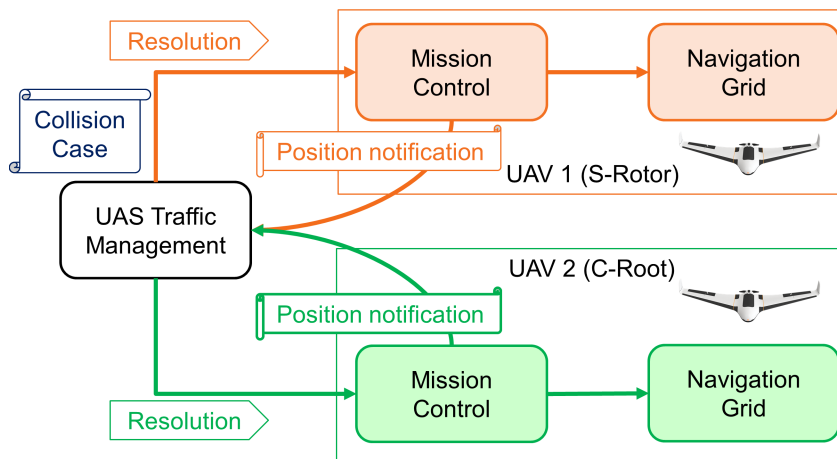 Resolution
Mission
Control
Navigation
Grid
Collision
Case
Position notification
UAV 1 (S-Rotor)
UAS Traffic
Management
UAV 2 (C-Root)
Position notification
Mission
Control
Navigation
Grid
Resolution